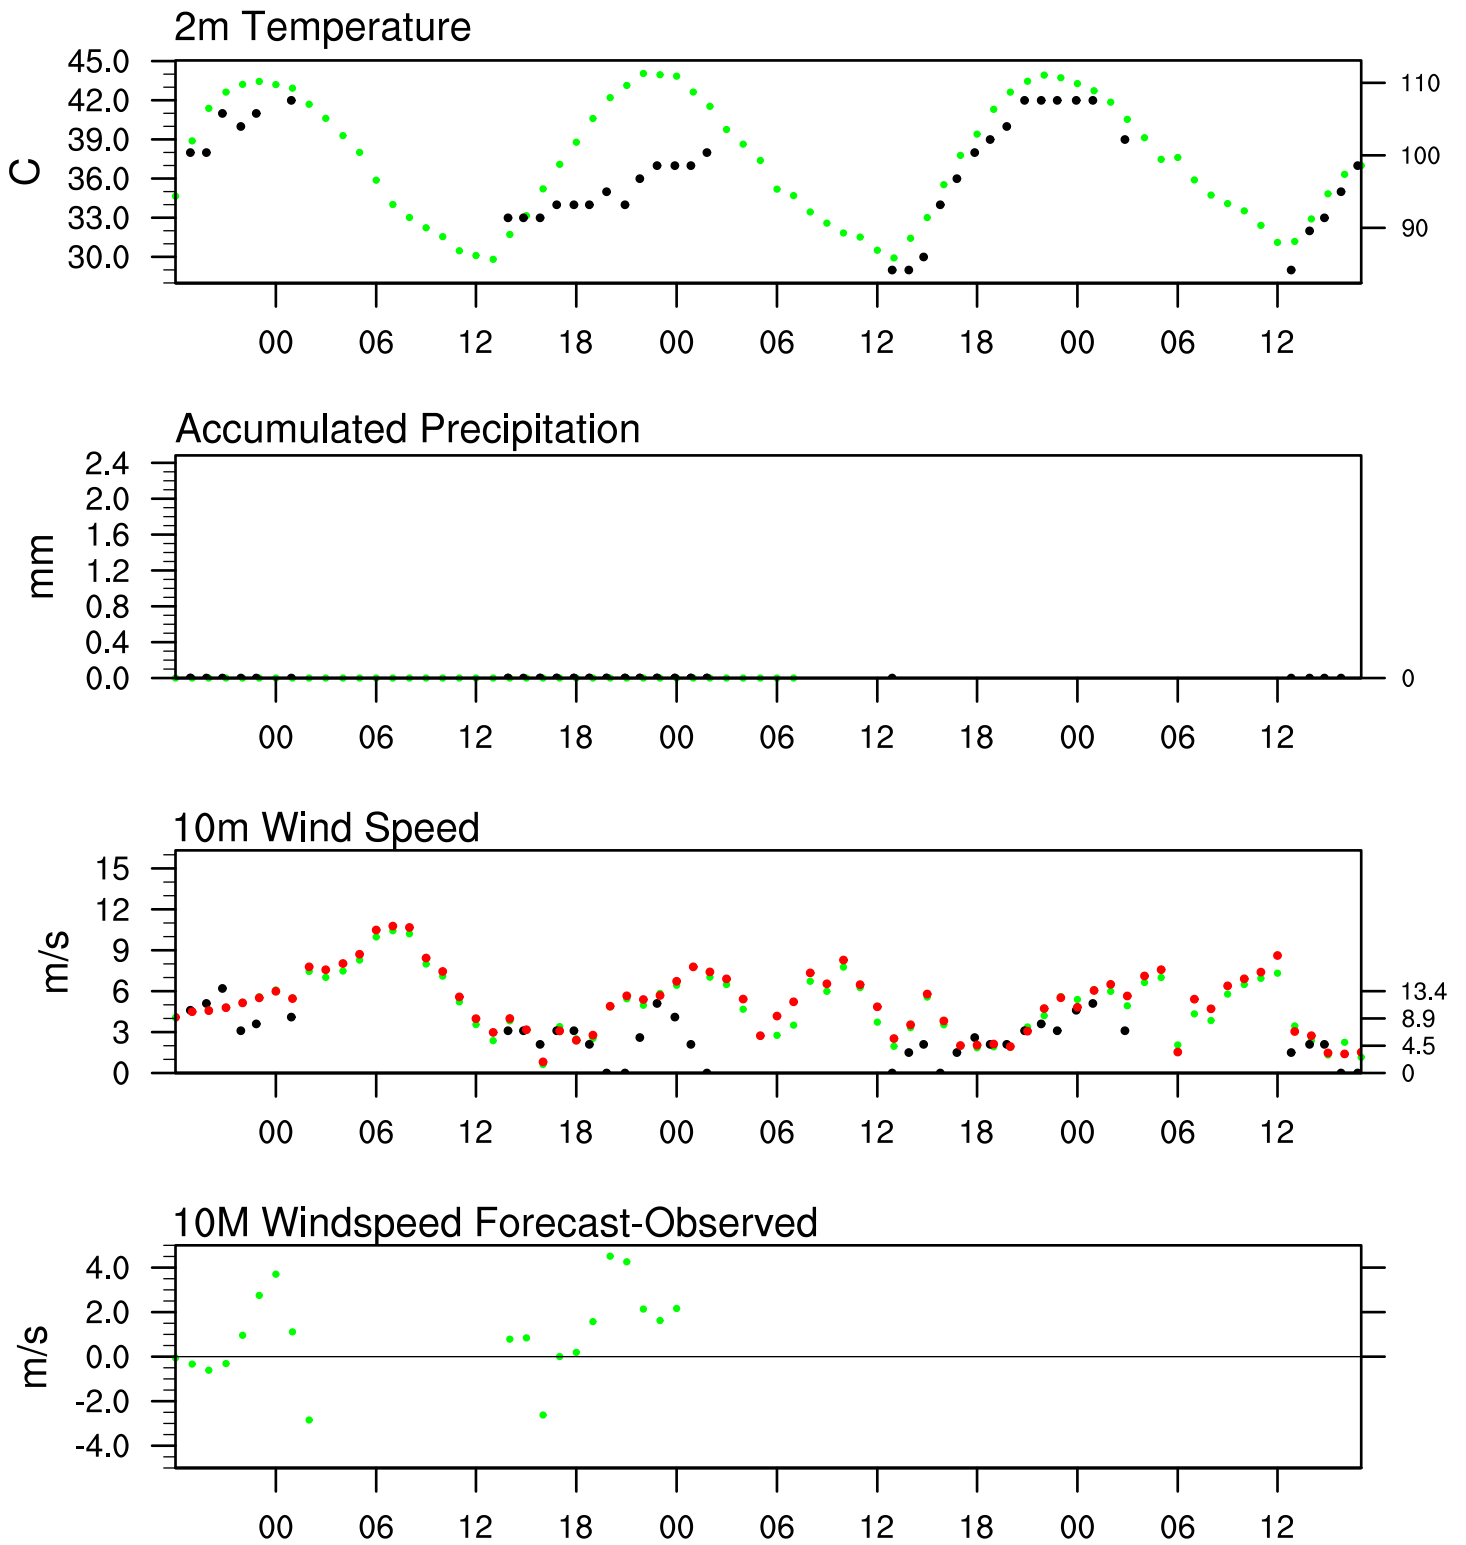 2m Temperature
45.0
42.0
39.0
36.0
33.0
30.0
C
110
100
90
00 06 12 18 00 06 12 18 00 06 12
Accumulated Precipitation
2.4
2.0
1.6
1.2
0.8
0.4
0.0
mm
0
00 06 12 18 00 06 12 18 00 06 12
10m Wind Speed
15
12
9
6
3
0
m/s
13.4
8.9
4.5
0
00 06 12 18 00 06 12 18 00 06 12
10M Windspeed Forecast-Observed
4.0
2.0
0.0
-2.0
-4.0
m/s
00 06 12 18 00 06 12 18 00 06 12